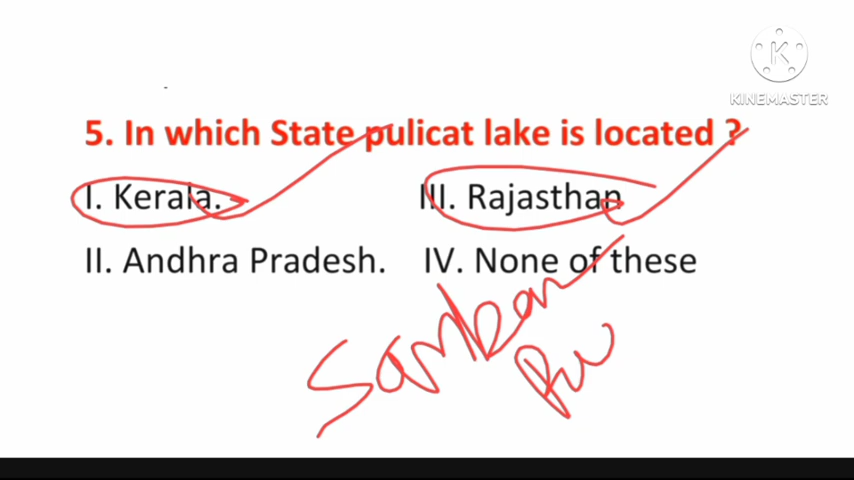 KINEMASTER
5. In which State pulicat lake is located ?
I. Kerala.
III. Rajasthan
II. Andhra Pradesh.
IV. None of these